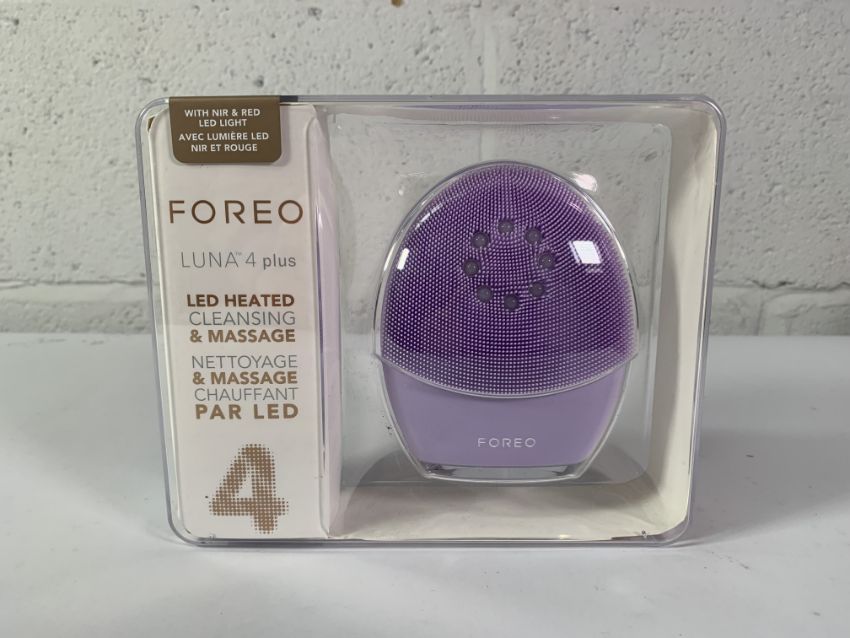 WITH NIR & RED
LED LIGHT
AVEC LUMIÈRE LED
NIR ET ROUGE
FOREO
LUNA™ 4 plus
LED HEATED
CLEANSING
& MASSAGE
NETTOYAGE
& MASSAGE
CHAUFFANT
PAR LED
4
FOREO